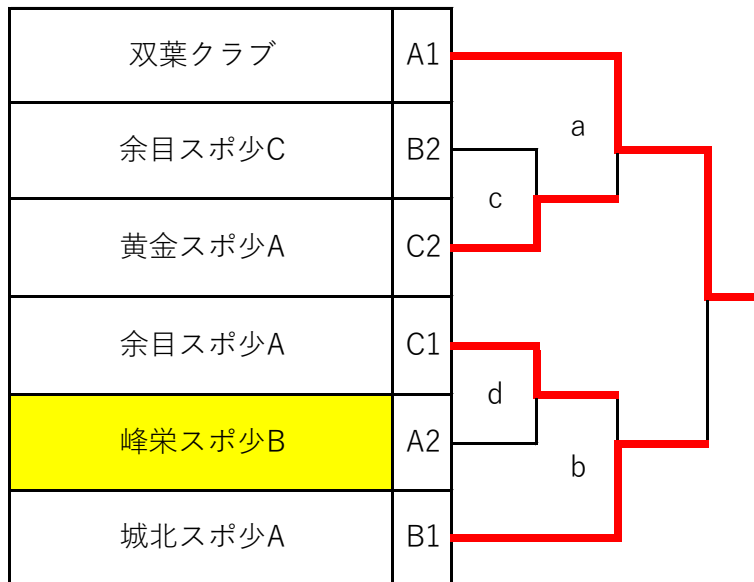 双葉クラブ A1
a
余目スポ少C B2
c
黄金スポ少A C2
余目スポ少A C1
d
峰栄スポ少B A2
b
城北スポ少A B1